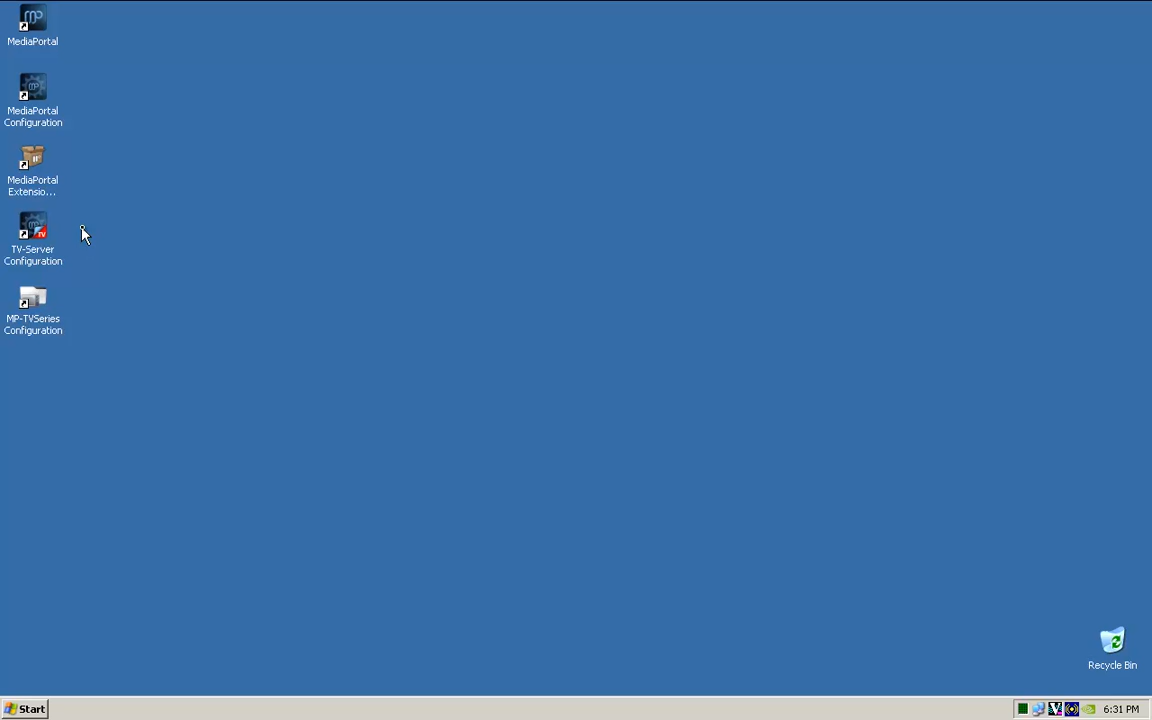 MediaPortal
MediaPortal
Configuration
MediaPortal
Extensio...
TV-Server
Configuration
MP-TVSeries
Configuration
Recycle Bin
Start
6:31 PM